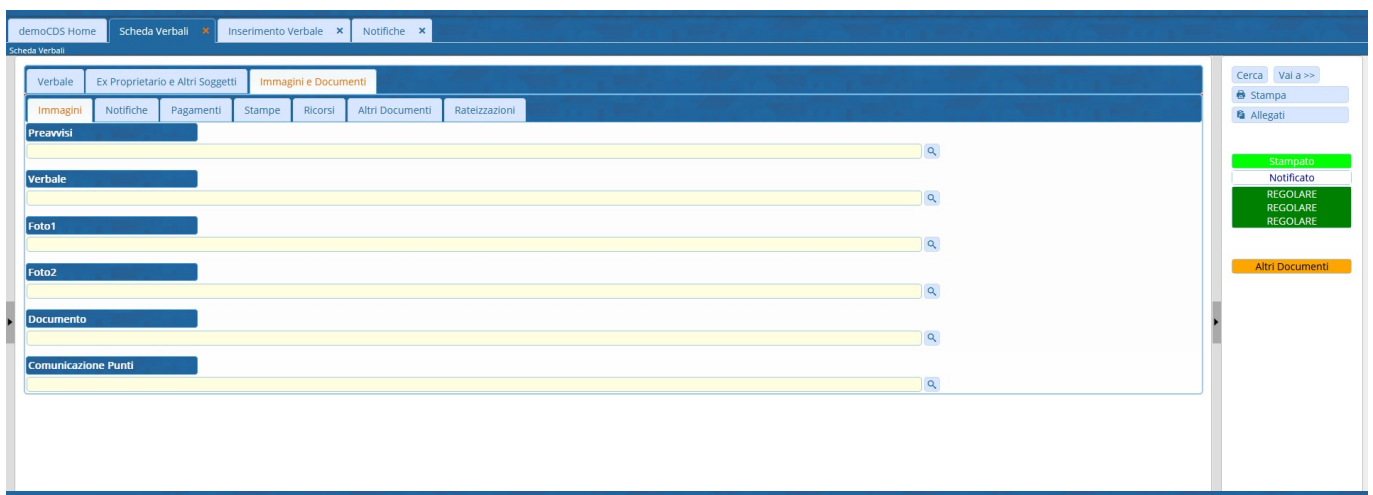 demoCDS Home Scheda Verbali × Inserimento Verbale × Notifiche ×
Scheda Verbali
Verbale Ex Proprietario e Altri Soggetti Immagini e Documenti
Immagini Notifiche Pagamenti Stampe Ricorsi Altri Documenti Rateizzazioni
Preavvisi
Verbale
Foto1
Foto2
Documento
Comunicazione Punti
Cerca Vai a >>
Stampa
Allegati
Stampato
Notificato
REGOLARE
REGOLARE
REGOLARE
Altri Documenti